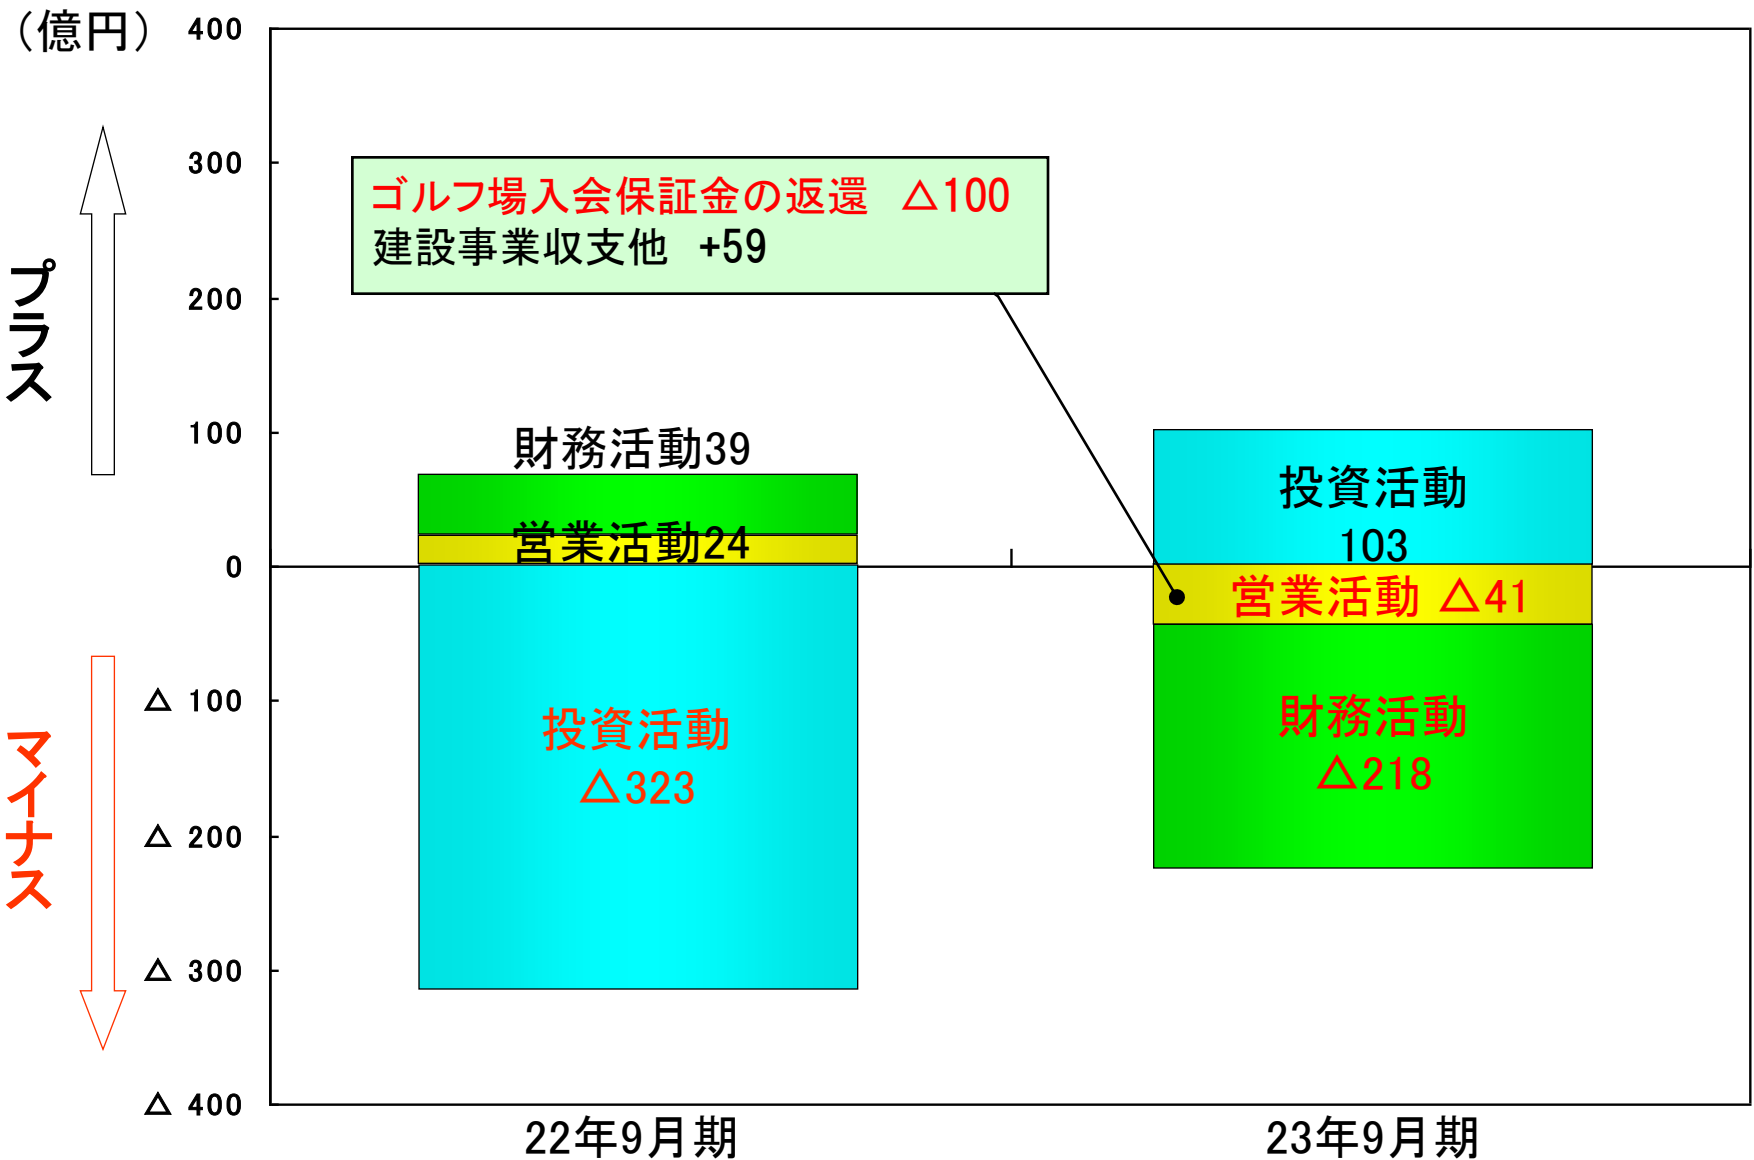 （億円）
400
300
200
100
0
△ 100
△ 200
△ 300
△ 400
プラス
マイナス
ゴルフ場入会保証金の返還　△100
建設事業収支他　+59
財務活動39
営業活動24
投資活動
△323
投資活動
103
営業活動 △41
財務活動
△218
22年9月期
23年9月期